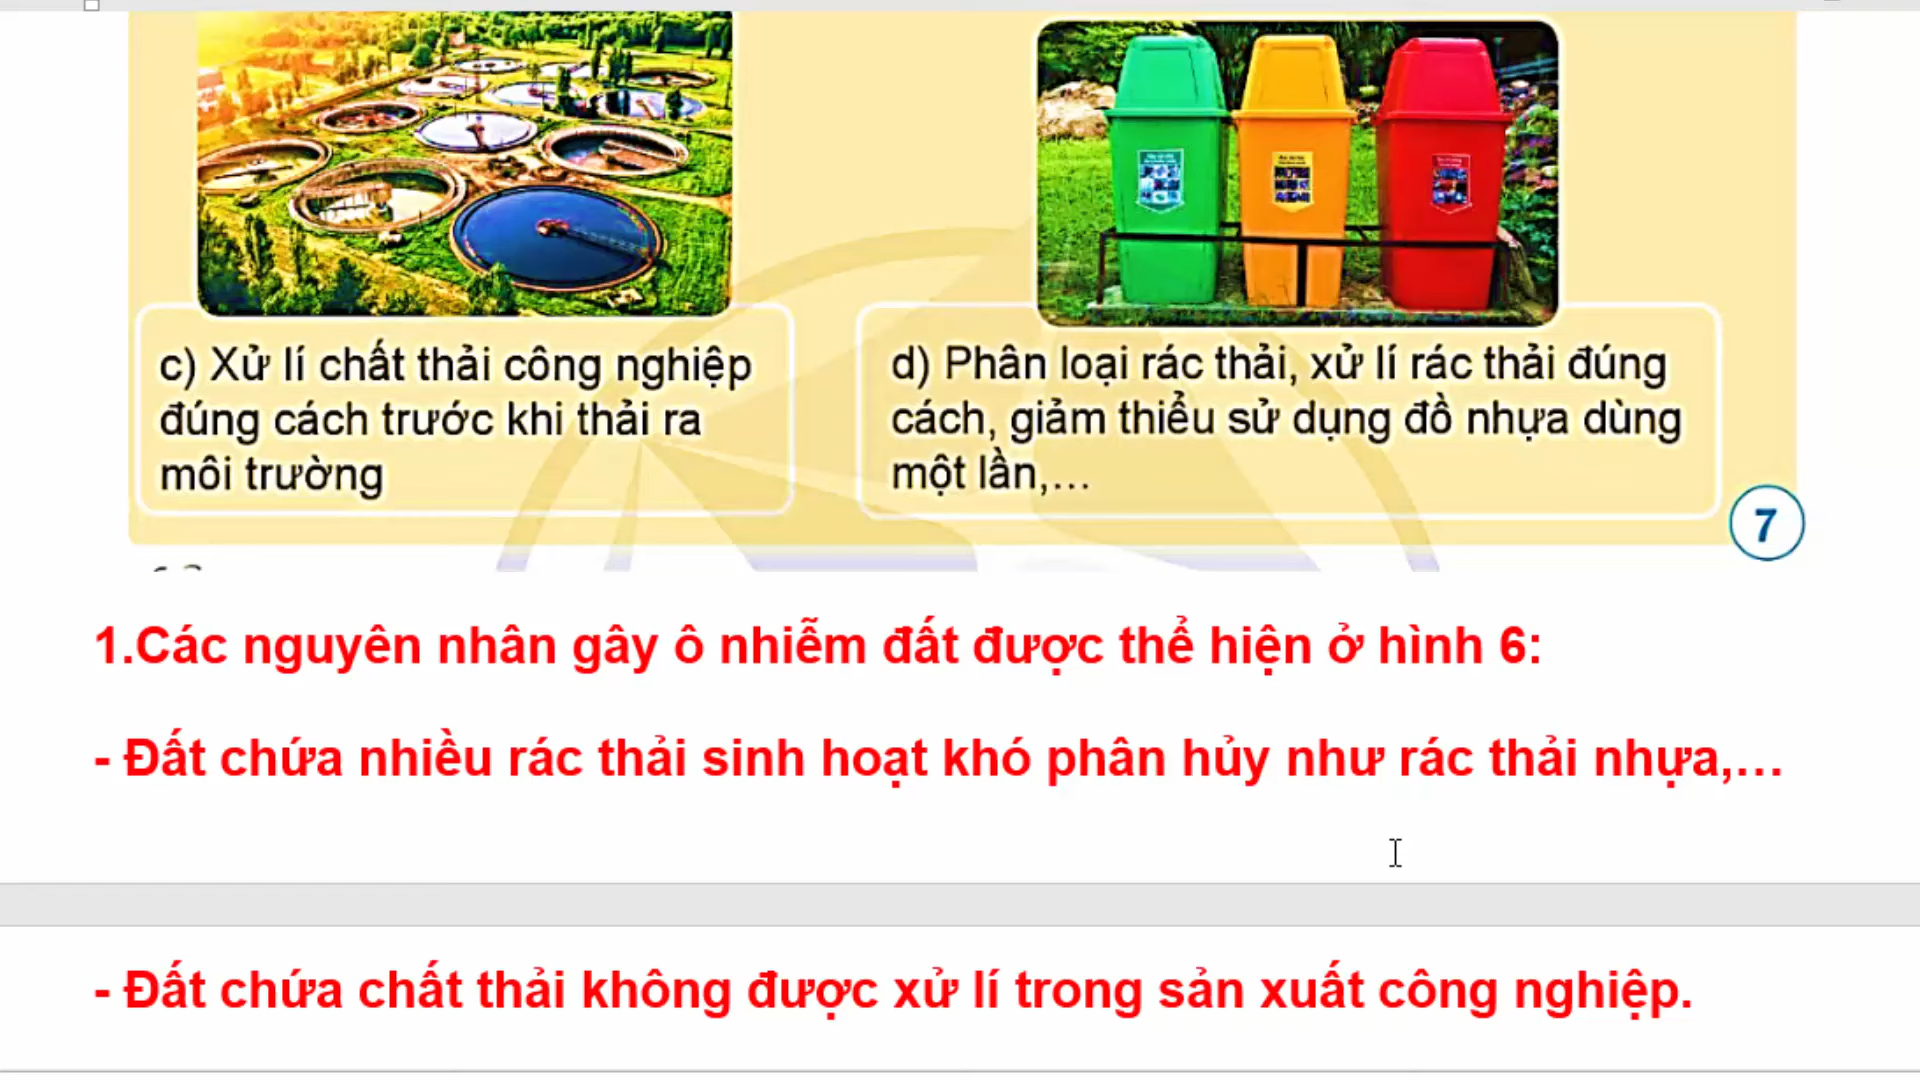 c) Xử lí chất thải công nghiệp
đúng cách trước khi thải ra
môi trường
d) Phân loại rác thải, xử lí rác thải đúng
cách, giảm thiểu sử dụng đồ nhựa dùng
một lần,...
7
1.Các nguyên nhân gây ô nhiễm đất được thể hiện ở hình 6:
- Đất chứa nhiều rác thải sinh hoạt khó phân hủy như rác thải nhựa,...
- Đất chứa chất thải không được xử lí trong sản xuất công nghiệp.